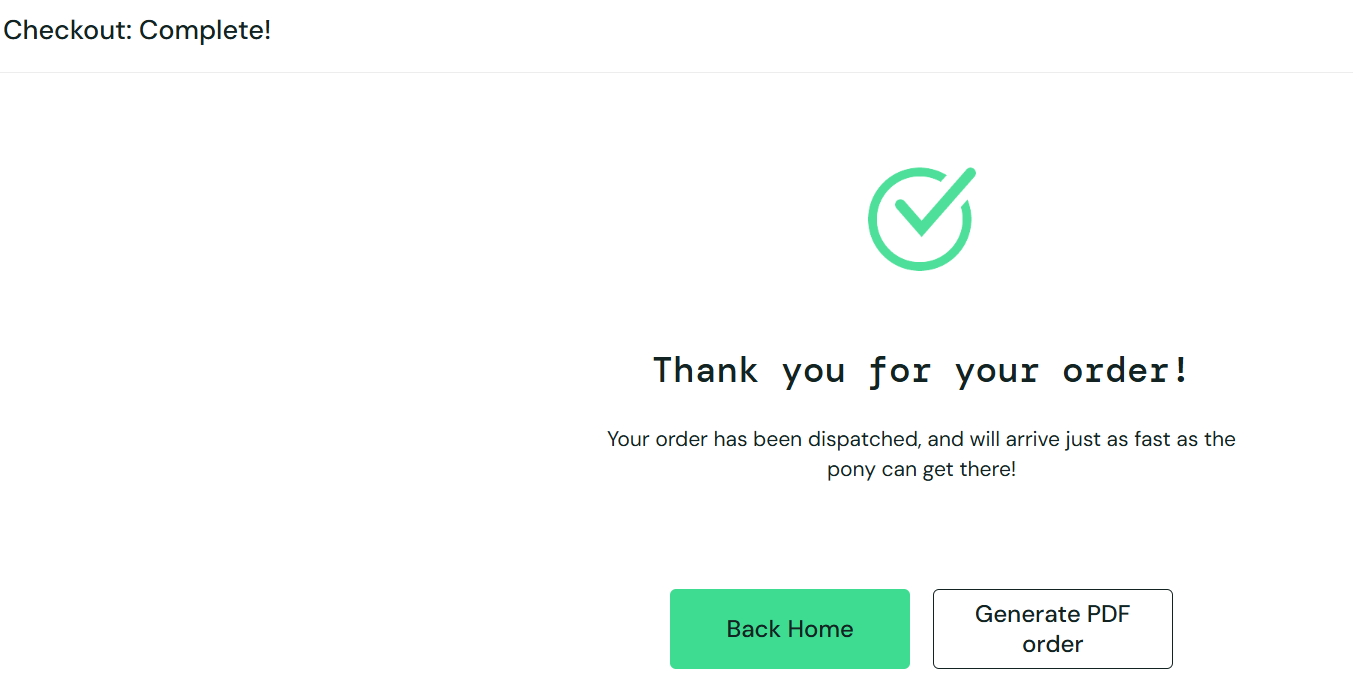 Checkout: Complete!
Thank you for your order!
Your order has been dispatched, and will arrive just as fast as the
pony can get there!
Back Home
Generate PDF
order